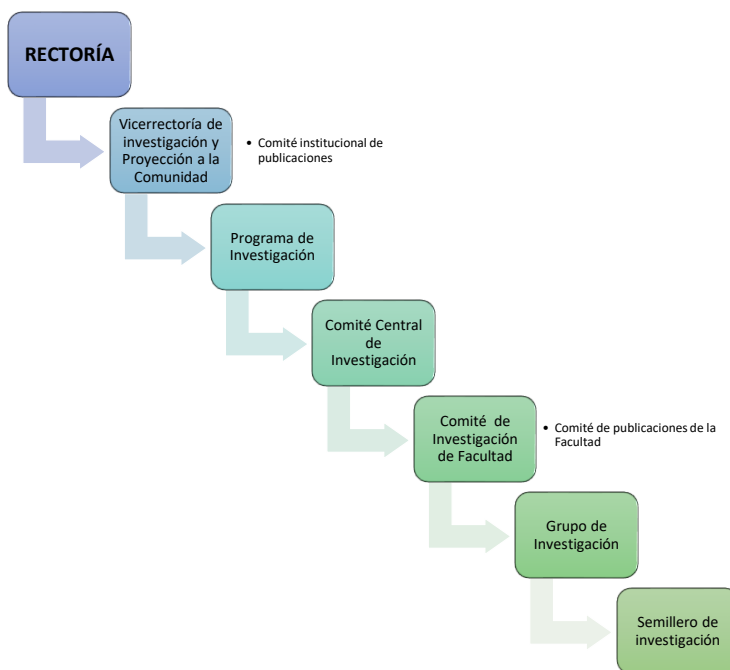 RECTORÍA
Vicerrectoría de
investigación y
Proyección a la
Comunidad
• Comité institucional de
publicaciones
Programa de
Investigación
Comité Central
de
Investigación
Comité de
Investigación
de Facultad
• Comité de publicaciones de la
Facultad
Grupo de
Investigación
Semillero de
investigación